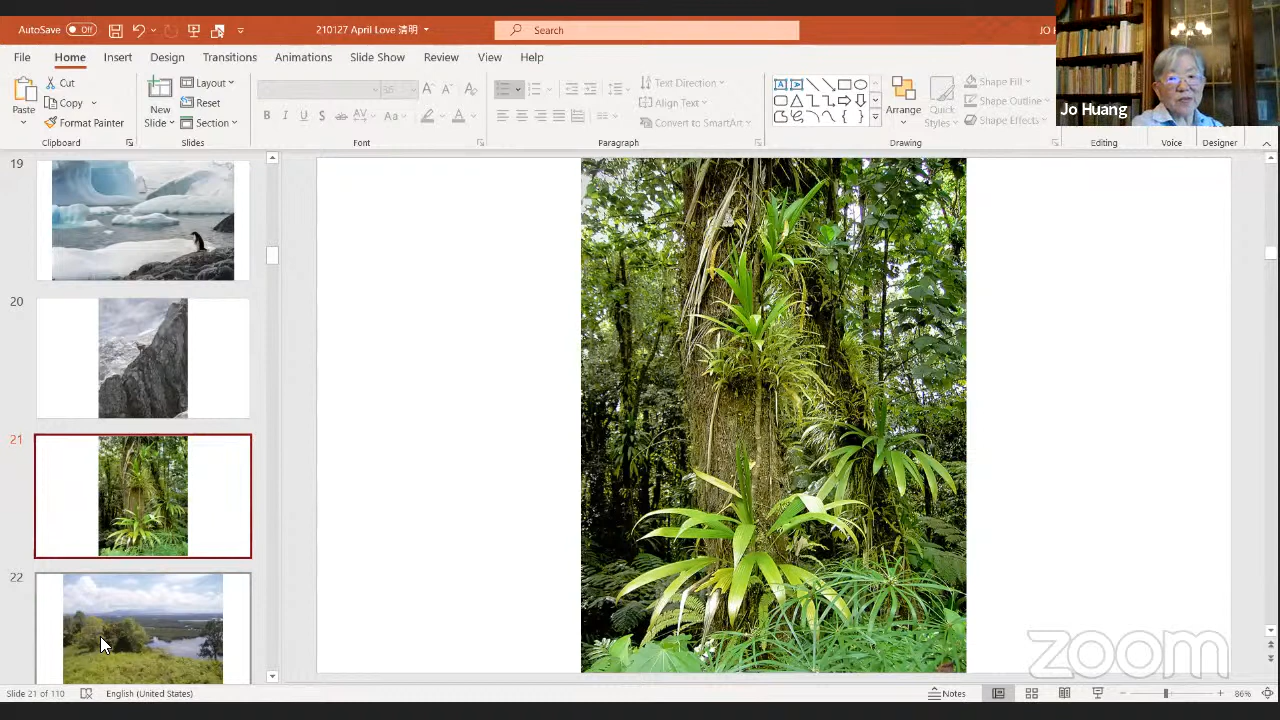 AutoSave Off 210127 April Love 清明 Search JO
File Home Insert Design Transitions Animations Slide Show Review View Help
Jo Huang
Paste Cut Copy Format Painter
New Slide Layout Reset Section
Text Direction Align Text Convert to SmartArt
Arrange Quick Styles Shape Fill Shape Outline Shape Effects
Clipboard Slides Font Paragraph Drawing Editing Voice Designer
19
20
21
22
zoom
Slide 21 of 110 English (United States) Notes 86%